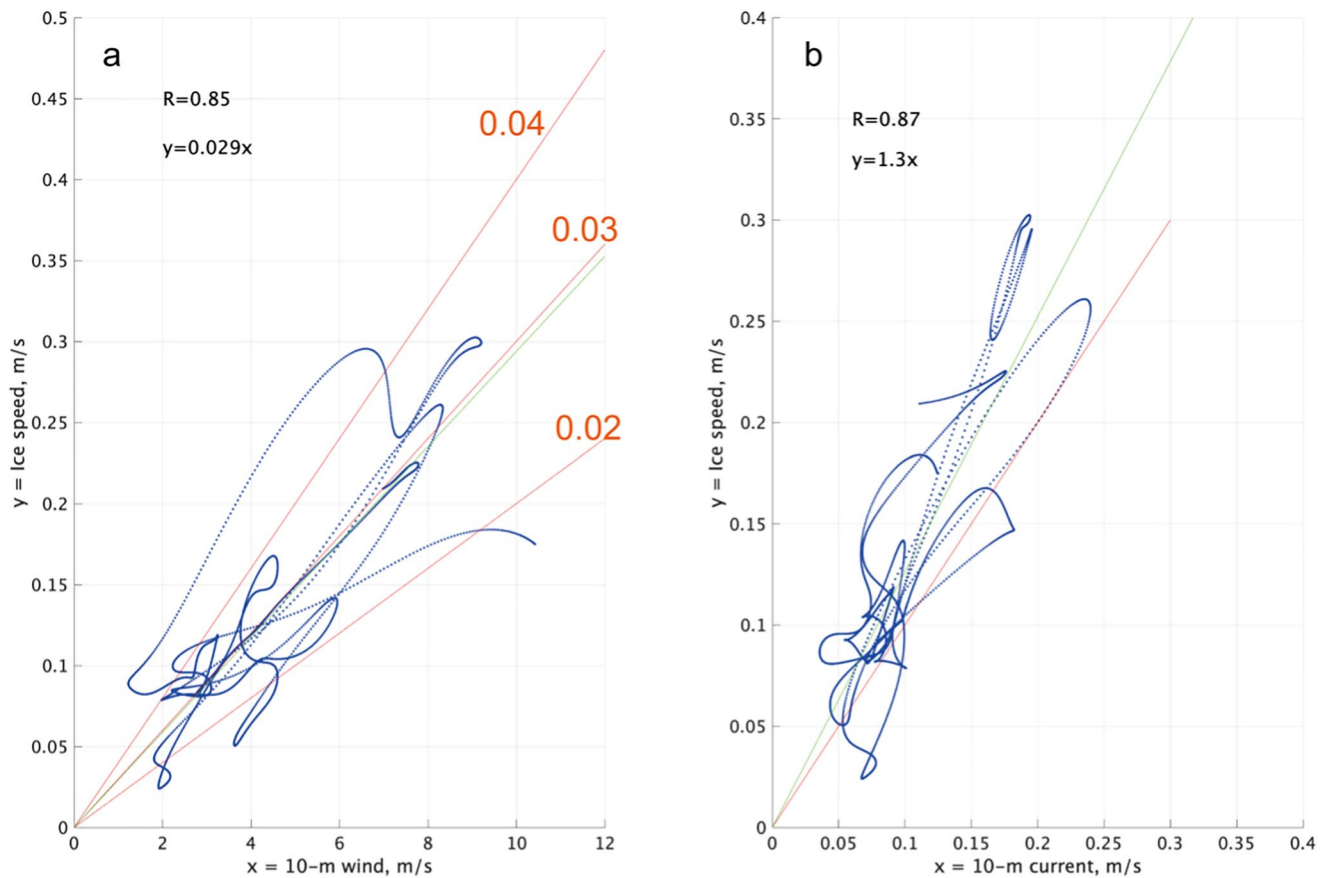 a
R=0.85
y=0.029x
0.04
0.03
0.02
0.5
0.45
0.4
0.35
0.3
0.25
0.2
0.15
0.1
0.05
0
0 2 4 6 8 10 12
x = 10-m wind, m/s
y = Ice speed, m/s
b
R=0.87
y=1.3x
0.4
0.35
0.3
0.25
0.2
0.15
0.1
0.05
0
0 0.05 0.1 0.15 0.2 0.25 0.3 0.35 0.4
x = 10-m current, m/s
y = Ice speed, m/s